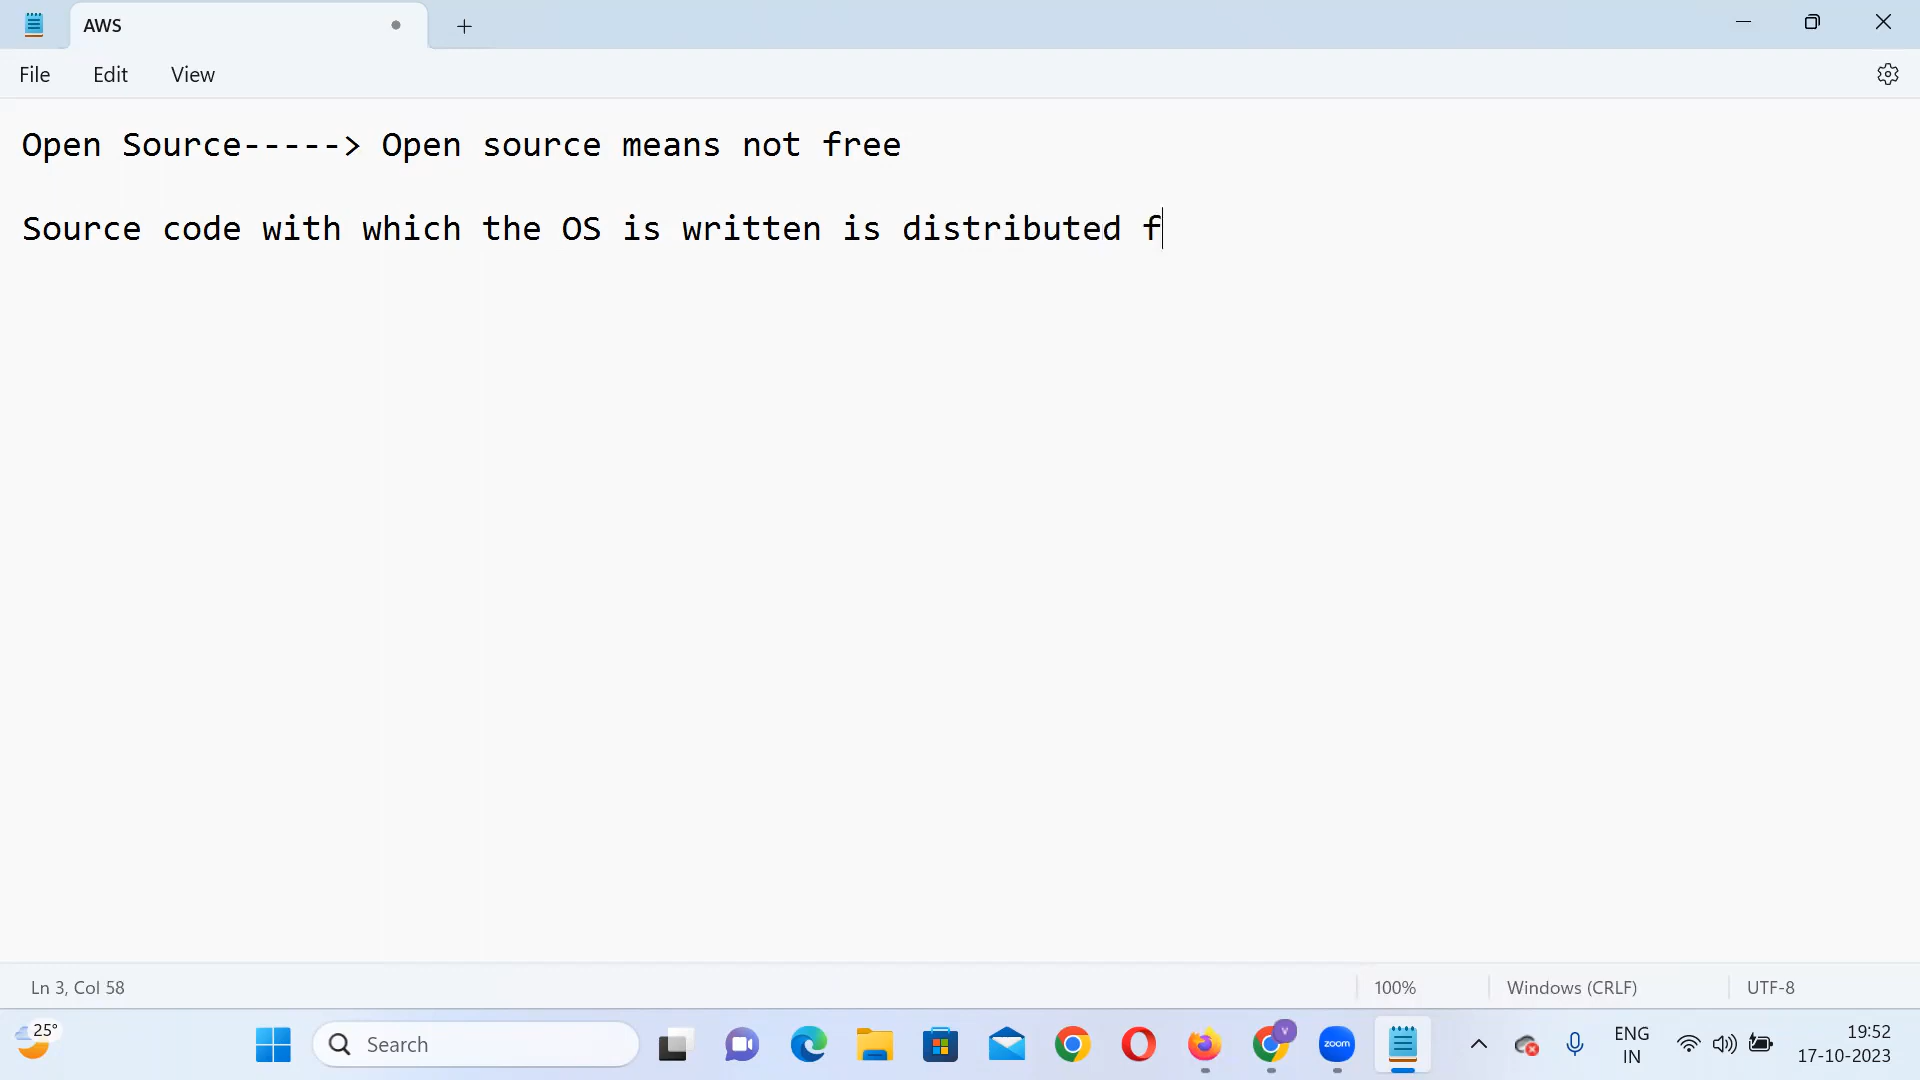 AWS
File Edit View
Open Source-----> Open source means not free
Source code with which the OS is written is distributed f
Ln 3, Col 58 100% Windows (CRLF) UTF-8
25° Search V zoom ENG 19:52
IN 17-10-2023